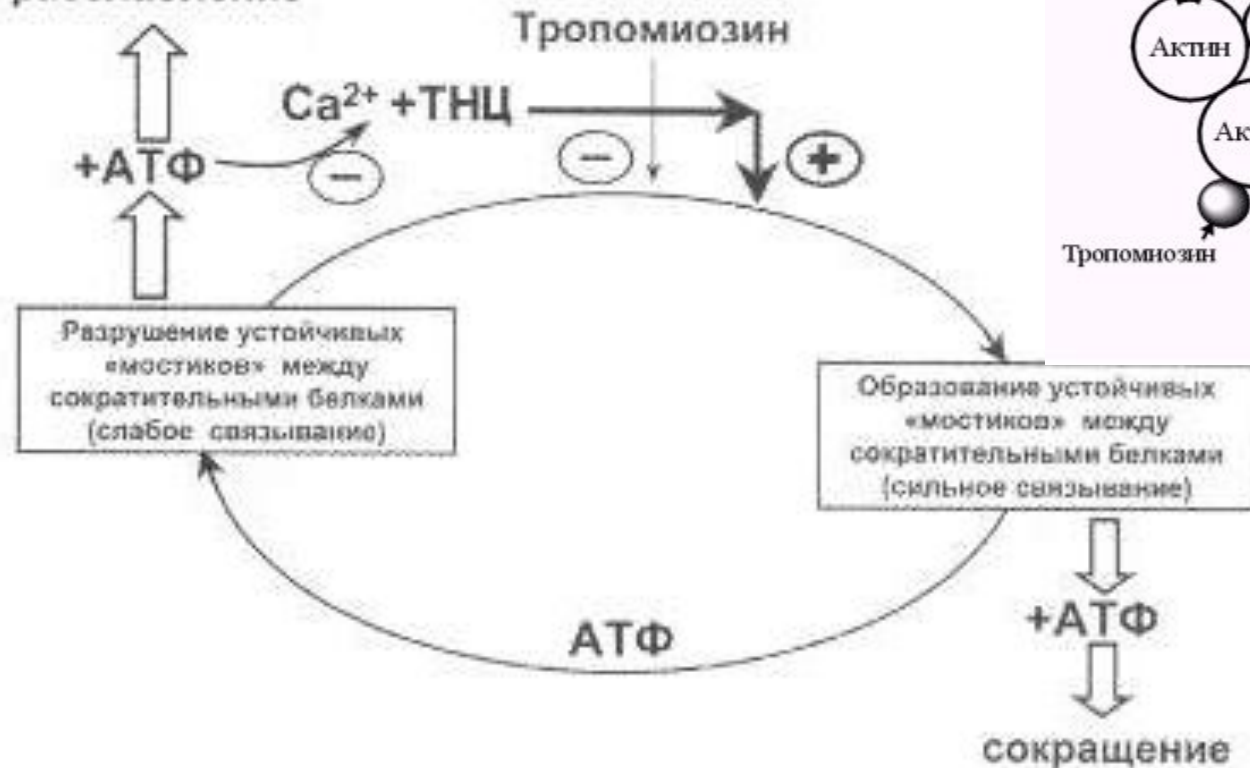 Тропомиозин
Актин
Ca²⁺ +ТНЦ
+АТФ
Тропомиозин
Разрушение устойчивых
«мостиков» между
сократительными белками
(слабое связывание)
Образование устойчивых
«мостиков» между
сократительными белками
(сильное связывание)
+АТФ
АТФ
сокращение